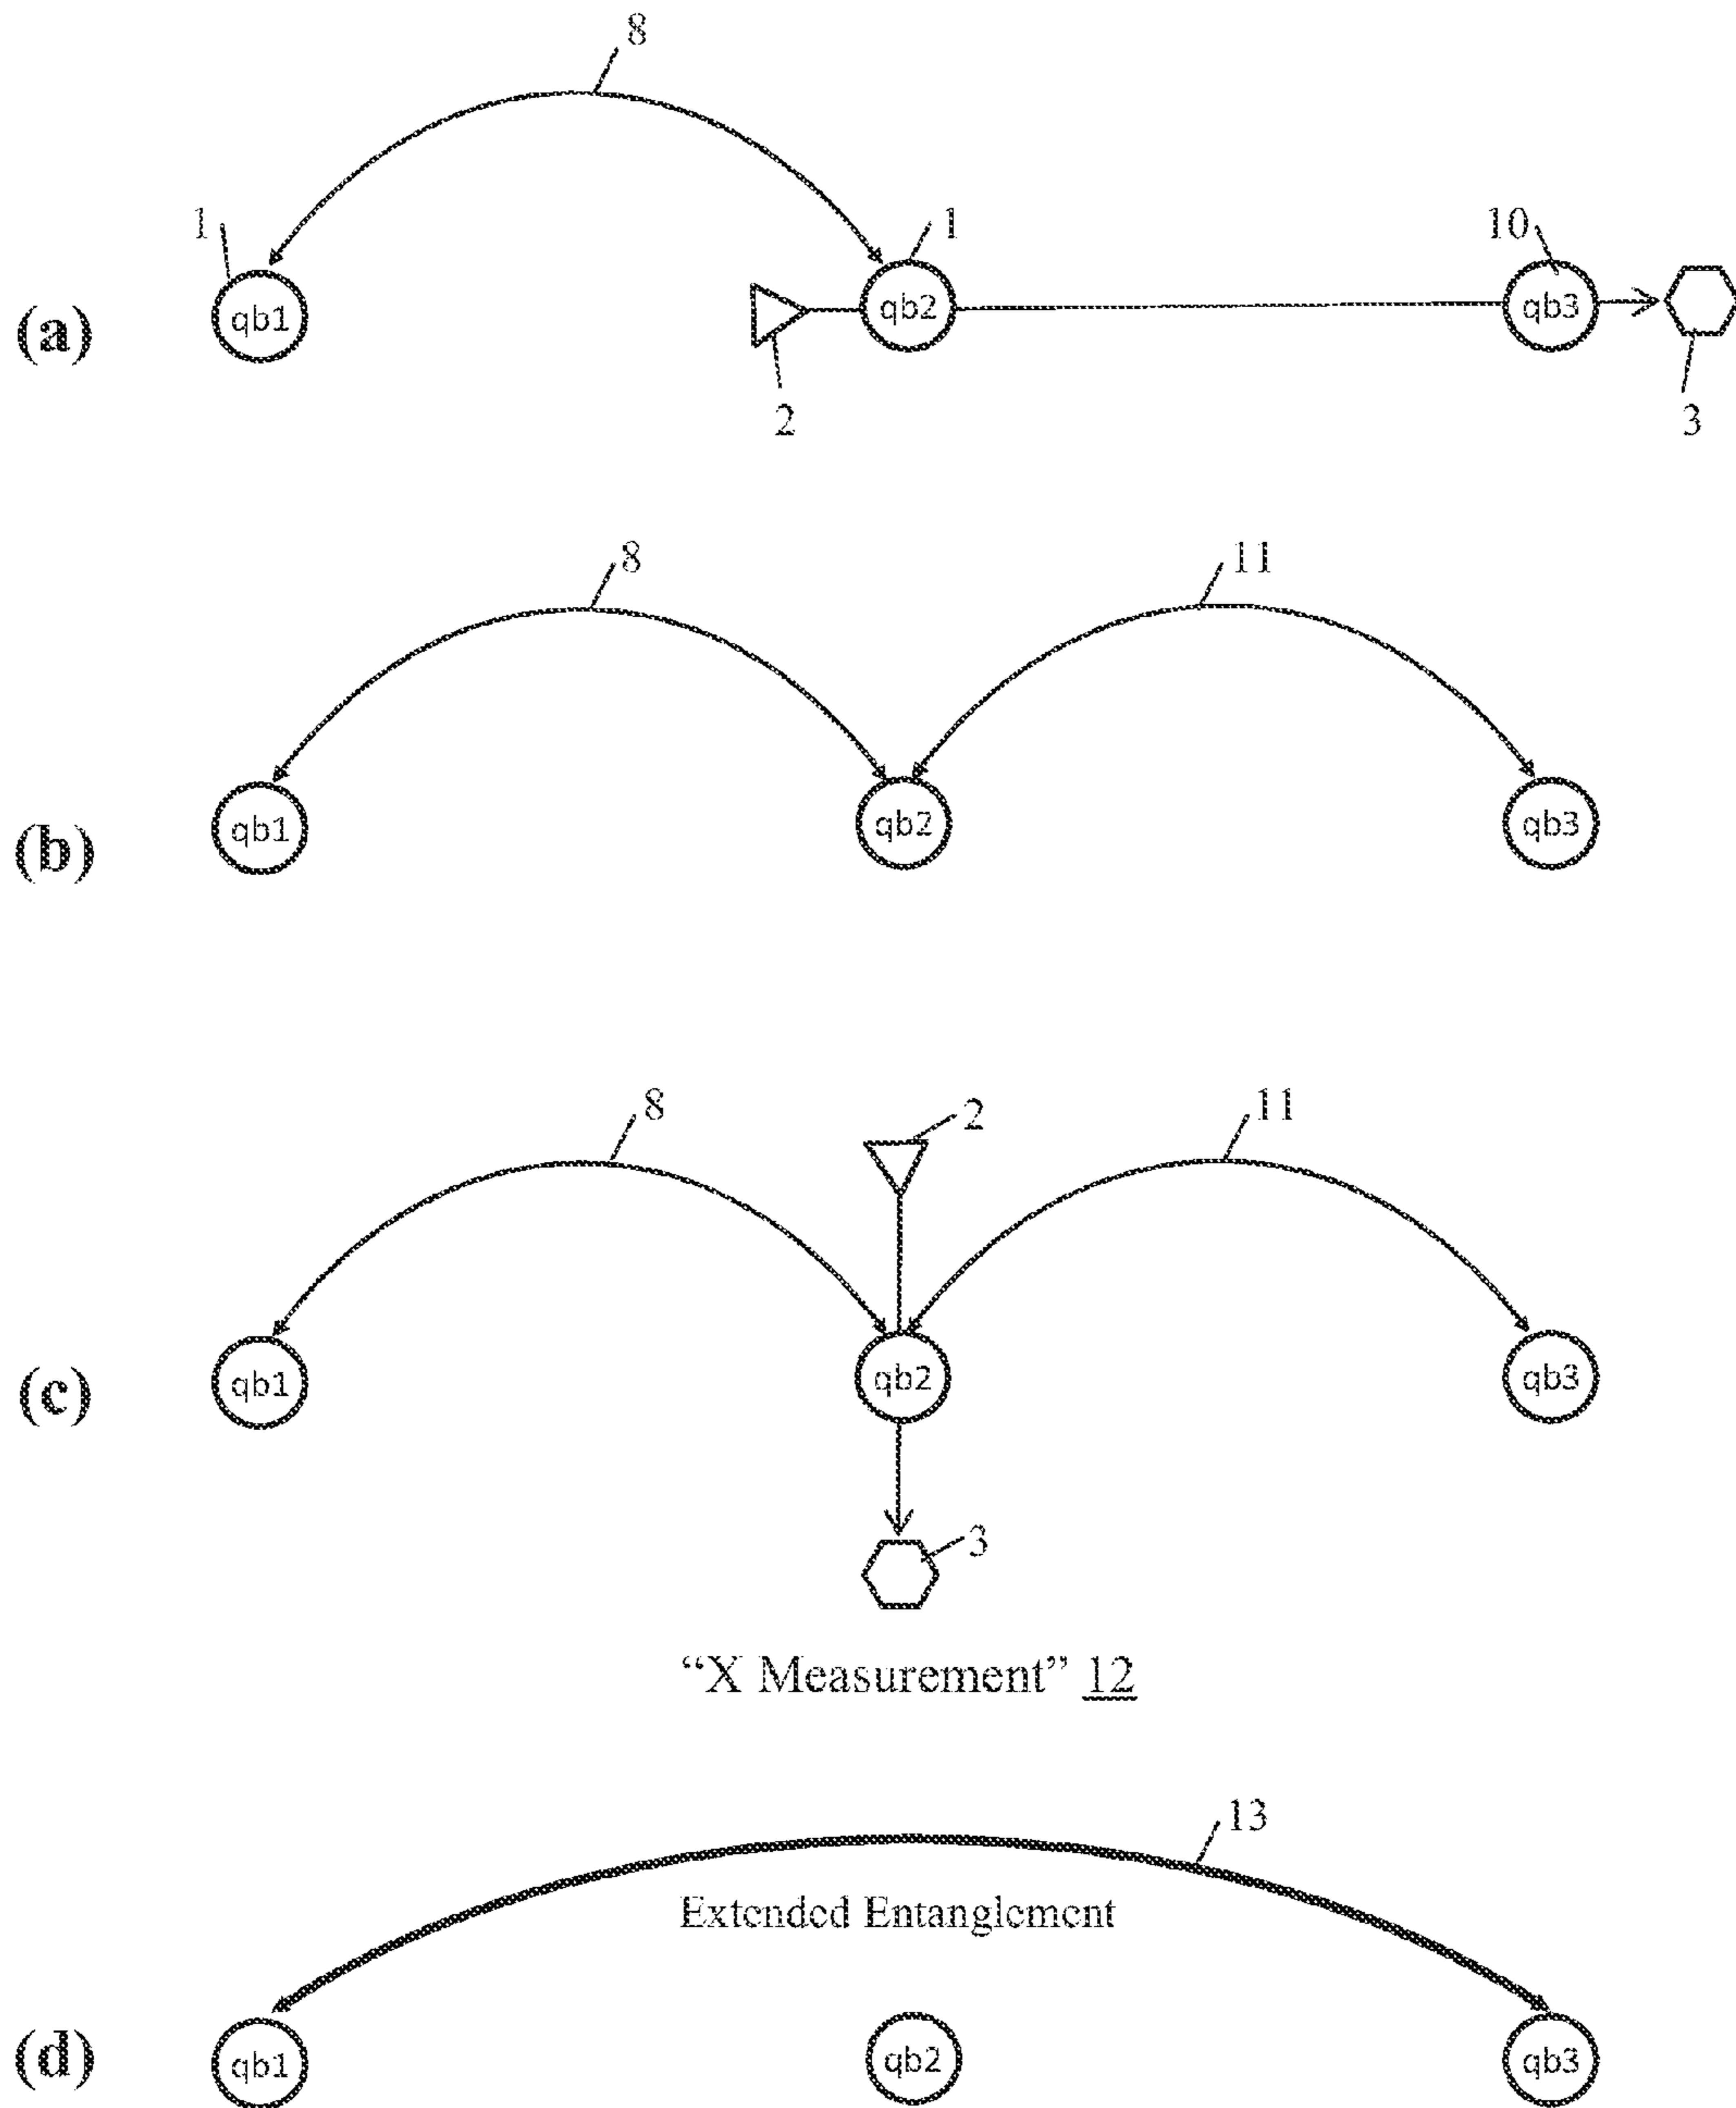 8
1
1
10
(a)
qb1
qb2
qb3
2
3
8
11
(b)
qb1
qb2
qb3
8
2
11
(c)
qb1
qb2
qb3
3
“X Measurement” 12
13
Extended Entanglement
(d)
qb1
qb2
qb3